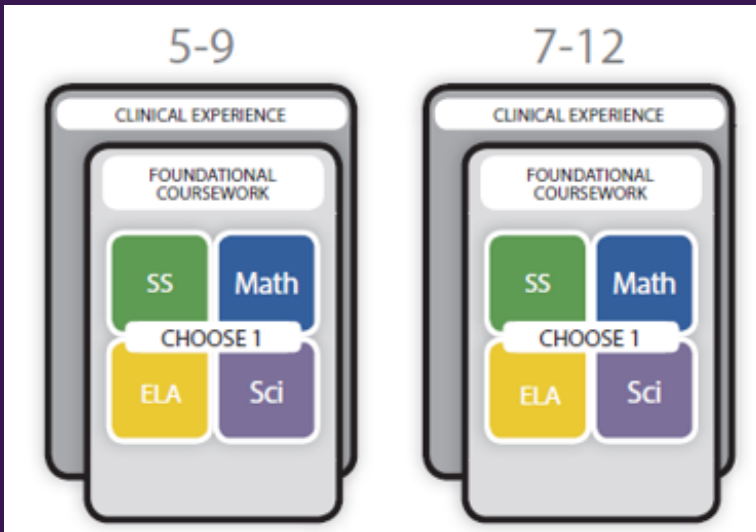 5-9
CLINICAL EXPERIENCE
FOUNDATIONAL
COURSEWORK
SS
Math
CHOOSE 1
ELA
Sci
7-12
CLINICAL EXPERIENCE
FOUNDATIONAL
COURSEWORK
SS
Math
CHOOSE 1
ELA
Sci